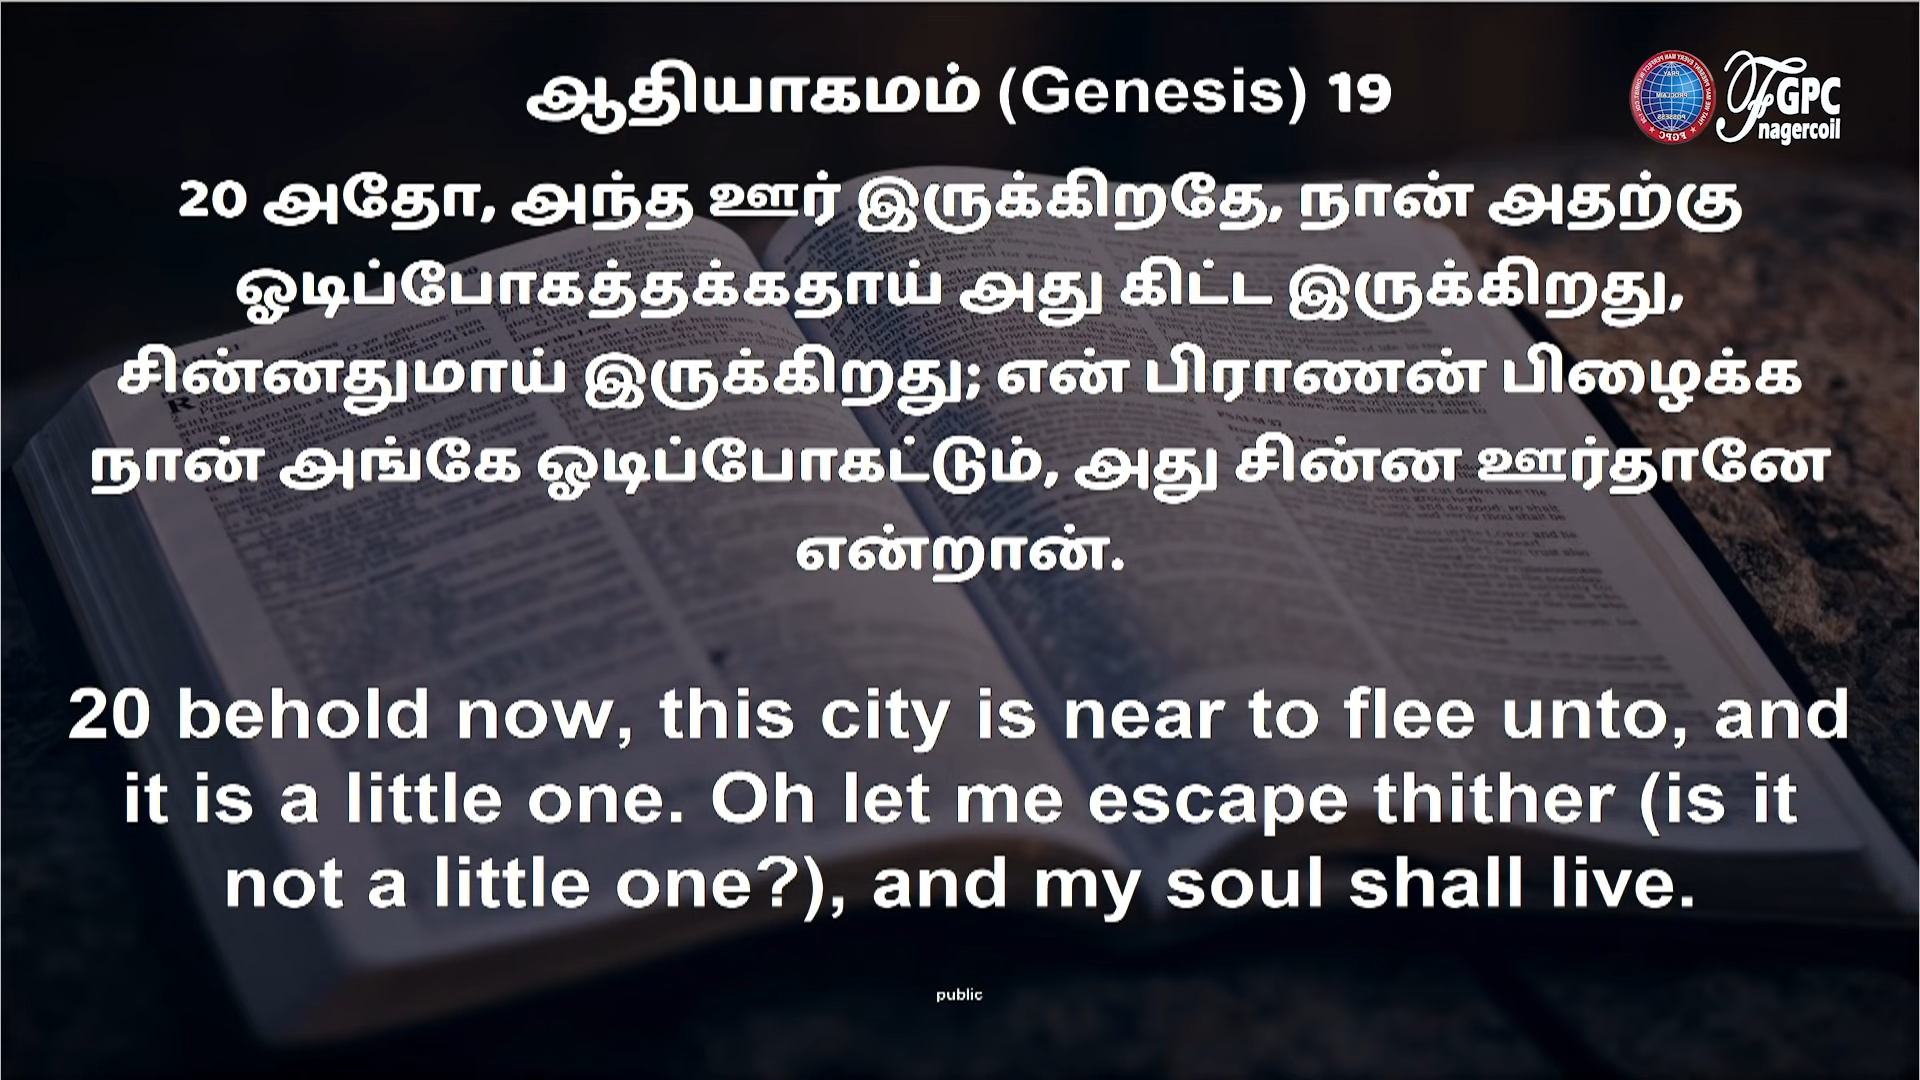 ஆதியாகமம் (Genesis) 19
FGPC
nagercoil
20 அதோ, அந்த ஊர் இருக்கிறதே, நான் அதற்கு
ஓடிப்போகத்தக்கதாய் அது கிட்ட இருக்கிறது,
சின்னதுமாய் இருக்கிறது; என் பிராணன் பிழைக்க
நான் அங்கே ஓடிப்போகட்டும், அது சின்ன ஊர்தானே
என்றான்.
20 behold now, this city is near to flee unto, and
it is a little one. Oh let me escape thither (is it
not a little one?), and my soul shall live.
public